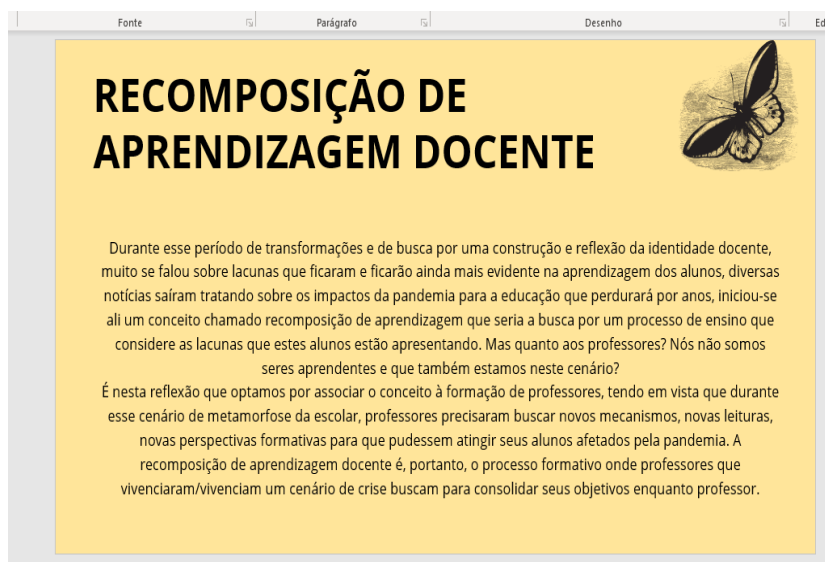 Fonte
Parágrafo
Desenho
Ed
RECOMPOSIÇÃO DE
APRENDIZAGEM DOCENTE
Durante esse período de transformações e de busca por uma construção e reflexão da identidade docente,
muito se falou sobre lacunas que ficaram e ficarão ainda mais evidente na aprendizagem dos alunos, diversas
notícias saíram tratando sobre os impactos da pandemia para a educação que perdurará por anos, iniciou-se
ali um conceito chamado recomposição de aprendizagem que seria a busca por um processo de ensino que
considere as lacunas que estes alunos estão apresentando. Mas quanto aos professores? Nós não somos
seres aprendentes e que também estamos neste cenário?
É nesta reflexão que optamos por associar o conceito à formação de professores, tendo em vista que durante
esse cenário de metamorfose da escolar, professores precisaram buscar novos mecanismos, novas leituras,
novas perspectivas formativas para que pudessem atingir seus alunos afetados pela pandemia. A
recomposição de aprendizagem docente é, portanto, o processo formativo onde professores que
vivenciaram/vivenciam um cenário de crise buscam para consolidar seus objetivos enquanto professor.